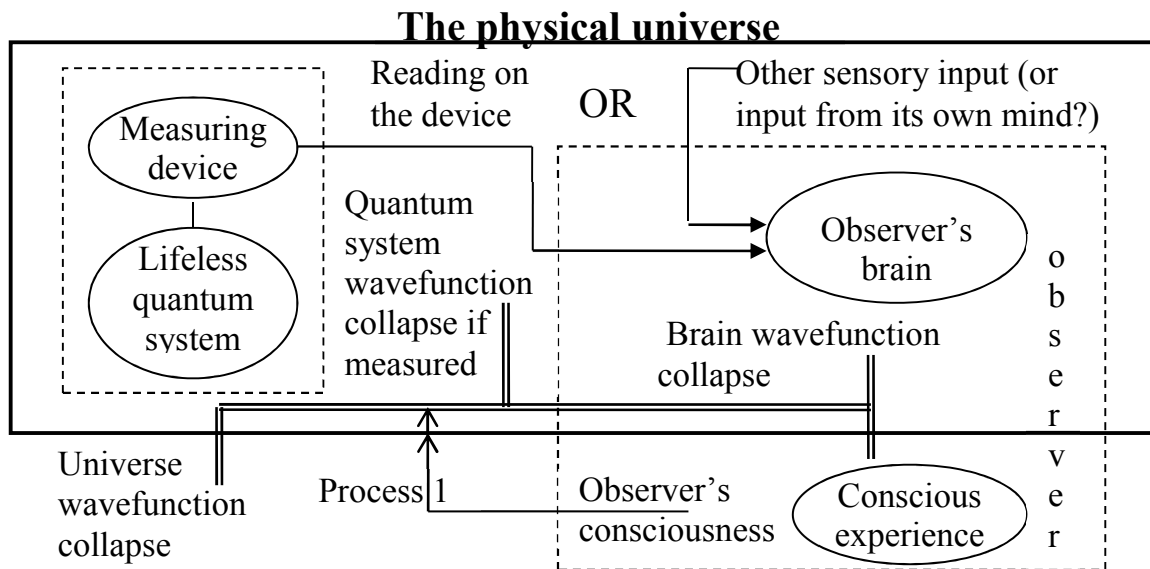 The physical universe
Reading on
the device
OR
Other sensory input (or
input from its own mind?)
Measuring
device
Lifeless
quantum
system
Quantum
system
wavefunction
collapse if
measured
Observer’s
brain
Brain wavefunction
collapse
o
b
s
e
r
v
e
r
Universe
wavefunction
collapse
Process 1
Observer’s
consciousness
Conscious
experience